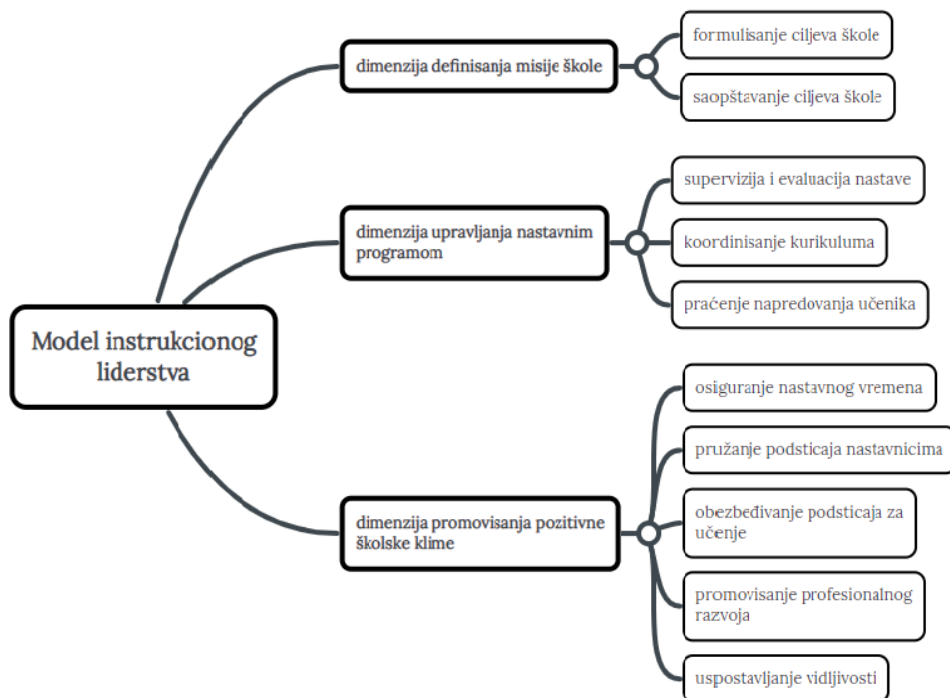 Model instrukcionog
liderstva
dimenzija definisanja misije škole
formulisanje ciljeva škole
saopštavanje ciljeva škole
dimenzija upravljanja nastavnim
programom
supervizija i evaluacija nastave
koordinisanje kurikuluma
praćenje napredovanja učenika
dimenzija promovisanja pozitivne
školske klime
osiguranje nastavnog vremena
pružanje podsticaja nastavnicima
obezbeđivanje podsticaja za
učenje
promovisanje profesionalnog
razvoja
uspostavljanje vidljivosti